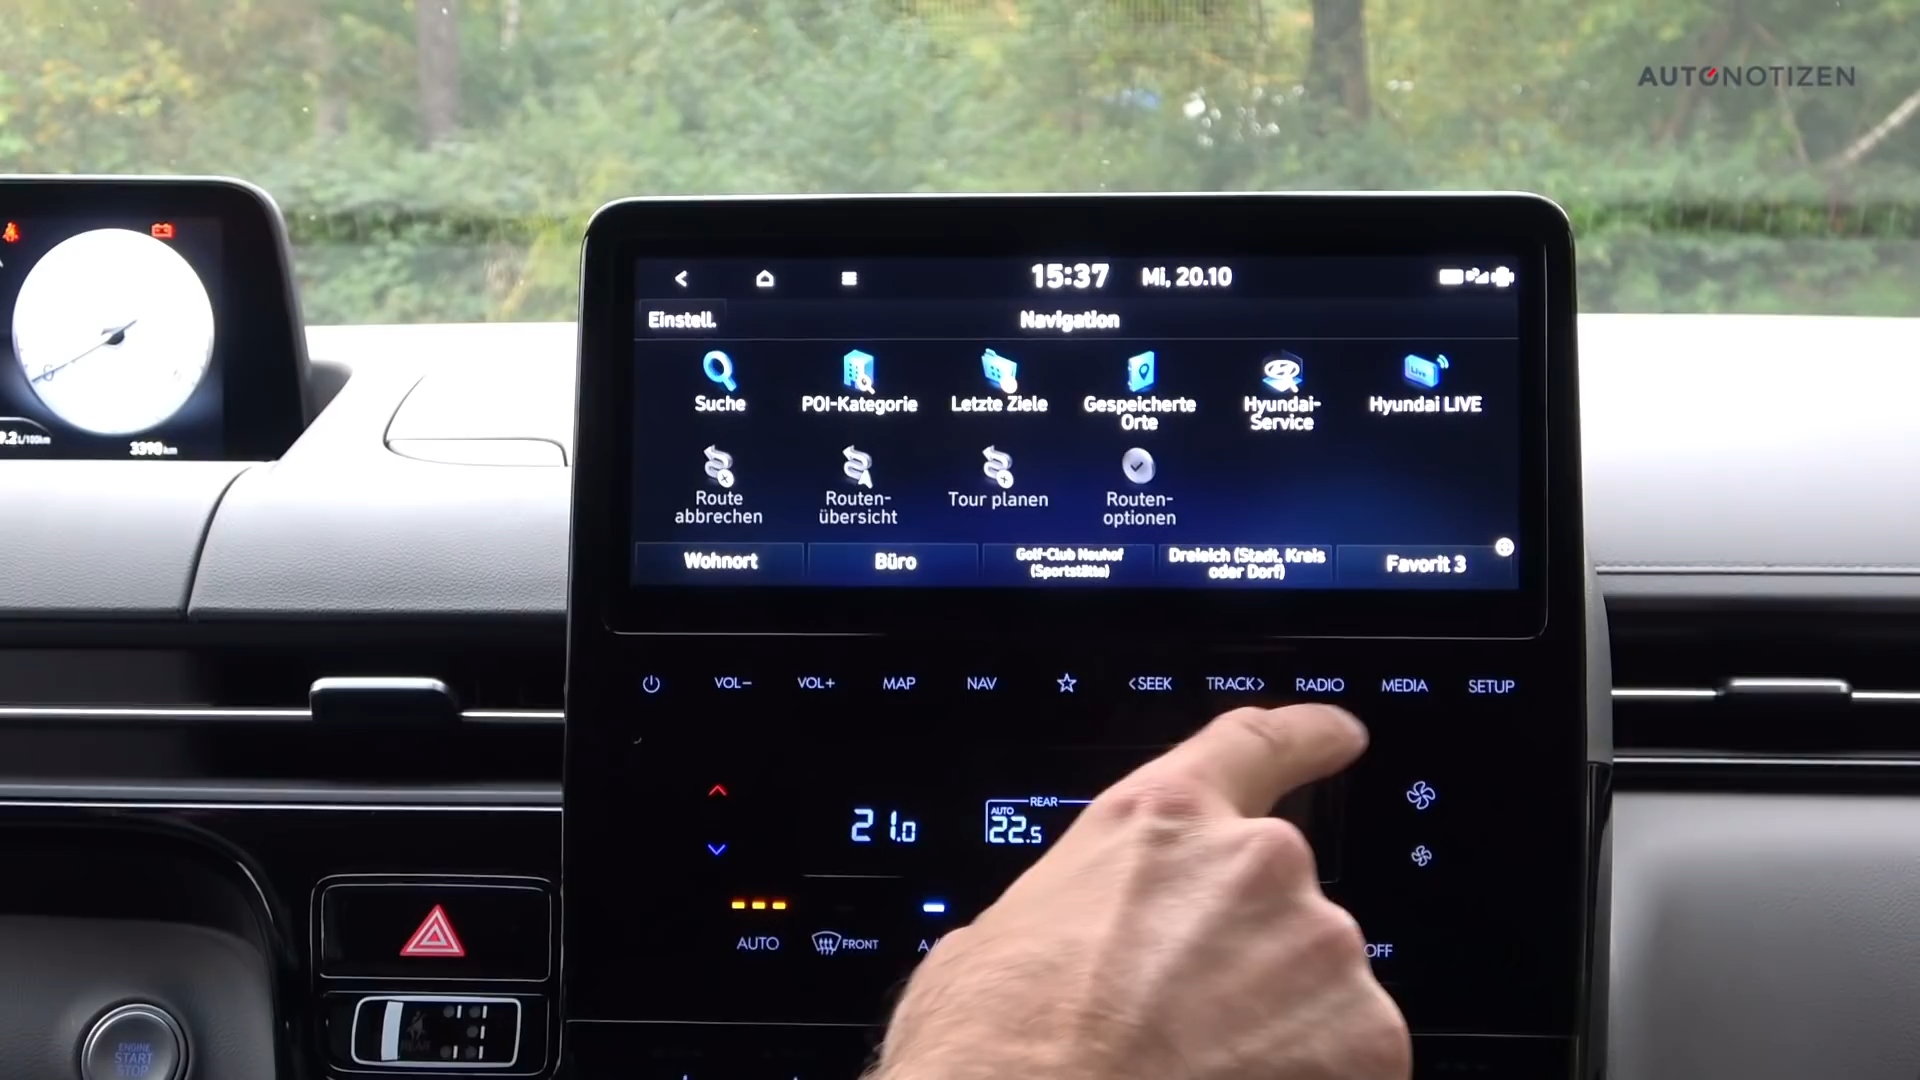 AUTONOTIZEN
15:37 Mi, 20.10
Einstell. Navigation
Suche
POI-Kategorie
Letzte Ziele
Gespeicherte
Orte
Hyundai-
Service
Live
Hyundai LIVE
Route
abbrechen
Routen-
übersicht
Tour planen
Routen-
optionen
Wohnort
Büro
Golf-Club Neuhof
(Sportstätte)
Dreieich (Stadt, Kreis
oder Dorf)
Favorit 3
3390 km
VOL− VOL+ MAP NAV <SEEK TRACK> RADIO MEDIA SETUP
21.0
REAR
AUTO
22.5
AUTO FRONT A/ OFF
ENGINE
START
STOP